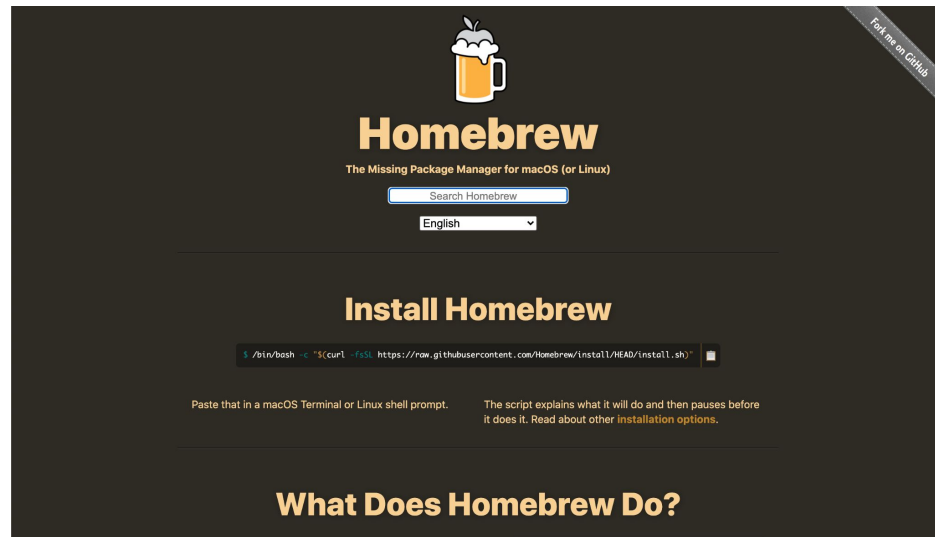 Fork me on GitHub
Homebrew
The Missing Package Manager for macOS (or Linux)
Search Homebrew
English
Install Homebrew
$ /bin/bash -c "$(curl -fsSL https://raw.githubusercontent.com/Homebrew/install/HEAD/install.sh)"
Paste that in a macOS Terminal or Linux shell prompt.
The script explains what it will do and then pauses before
it does it. Read about other installation options.
What Does Homebrew Do?